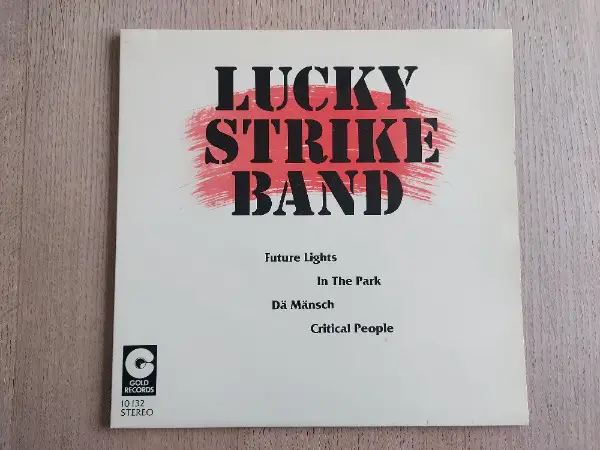 LUCKY
STRIKE
BAND
Future Lights
In The Park
Dä Mänsch
Critical People
G
GOLD
RECORDS
10 132
STEREO